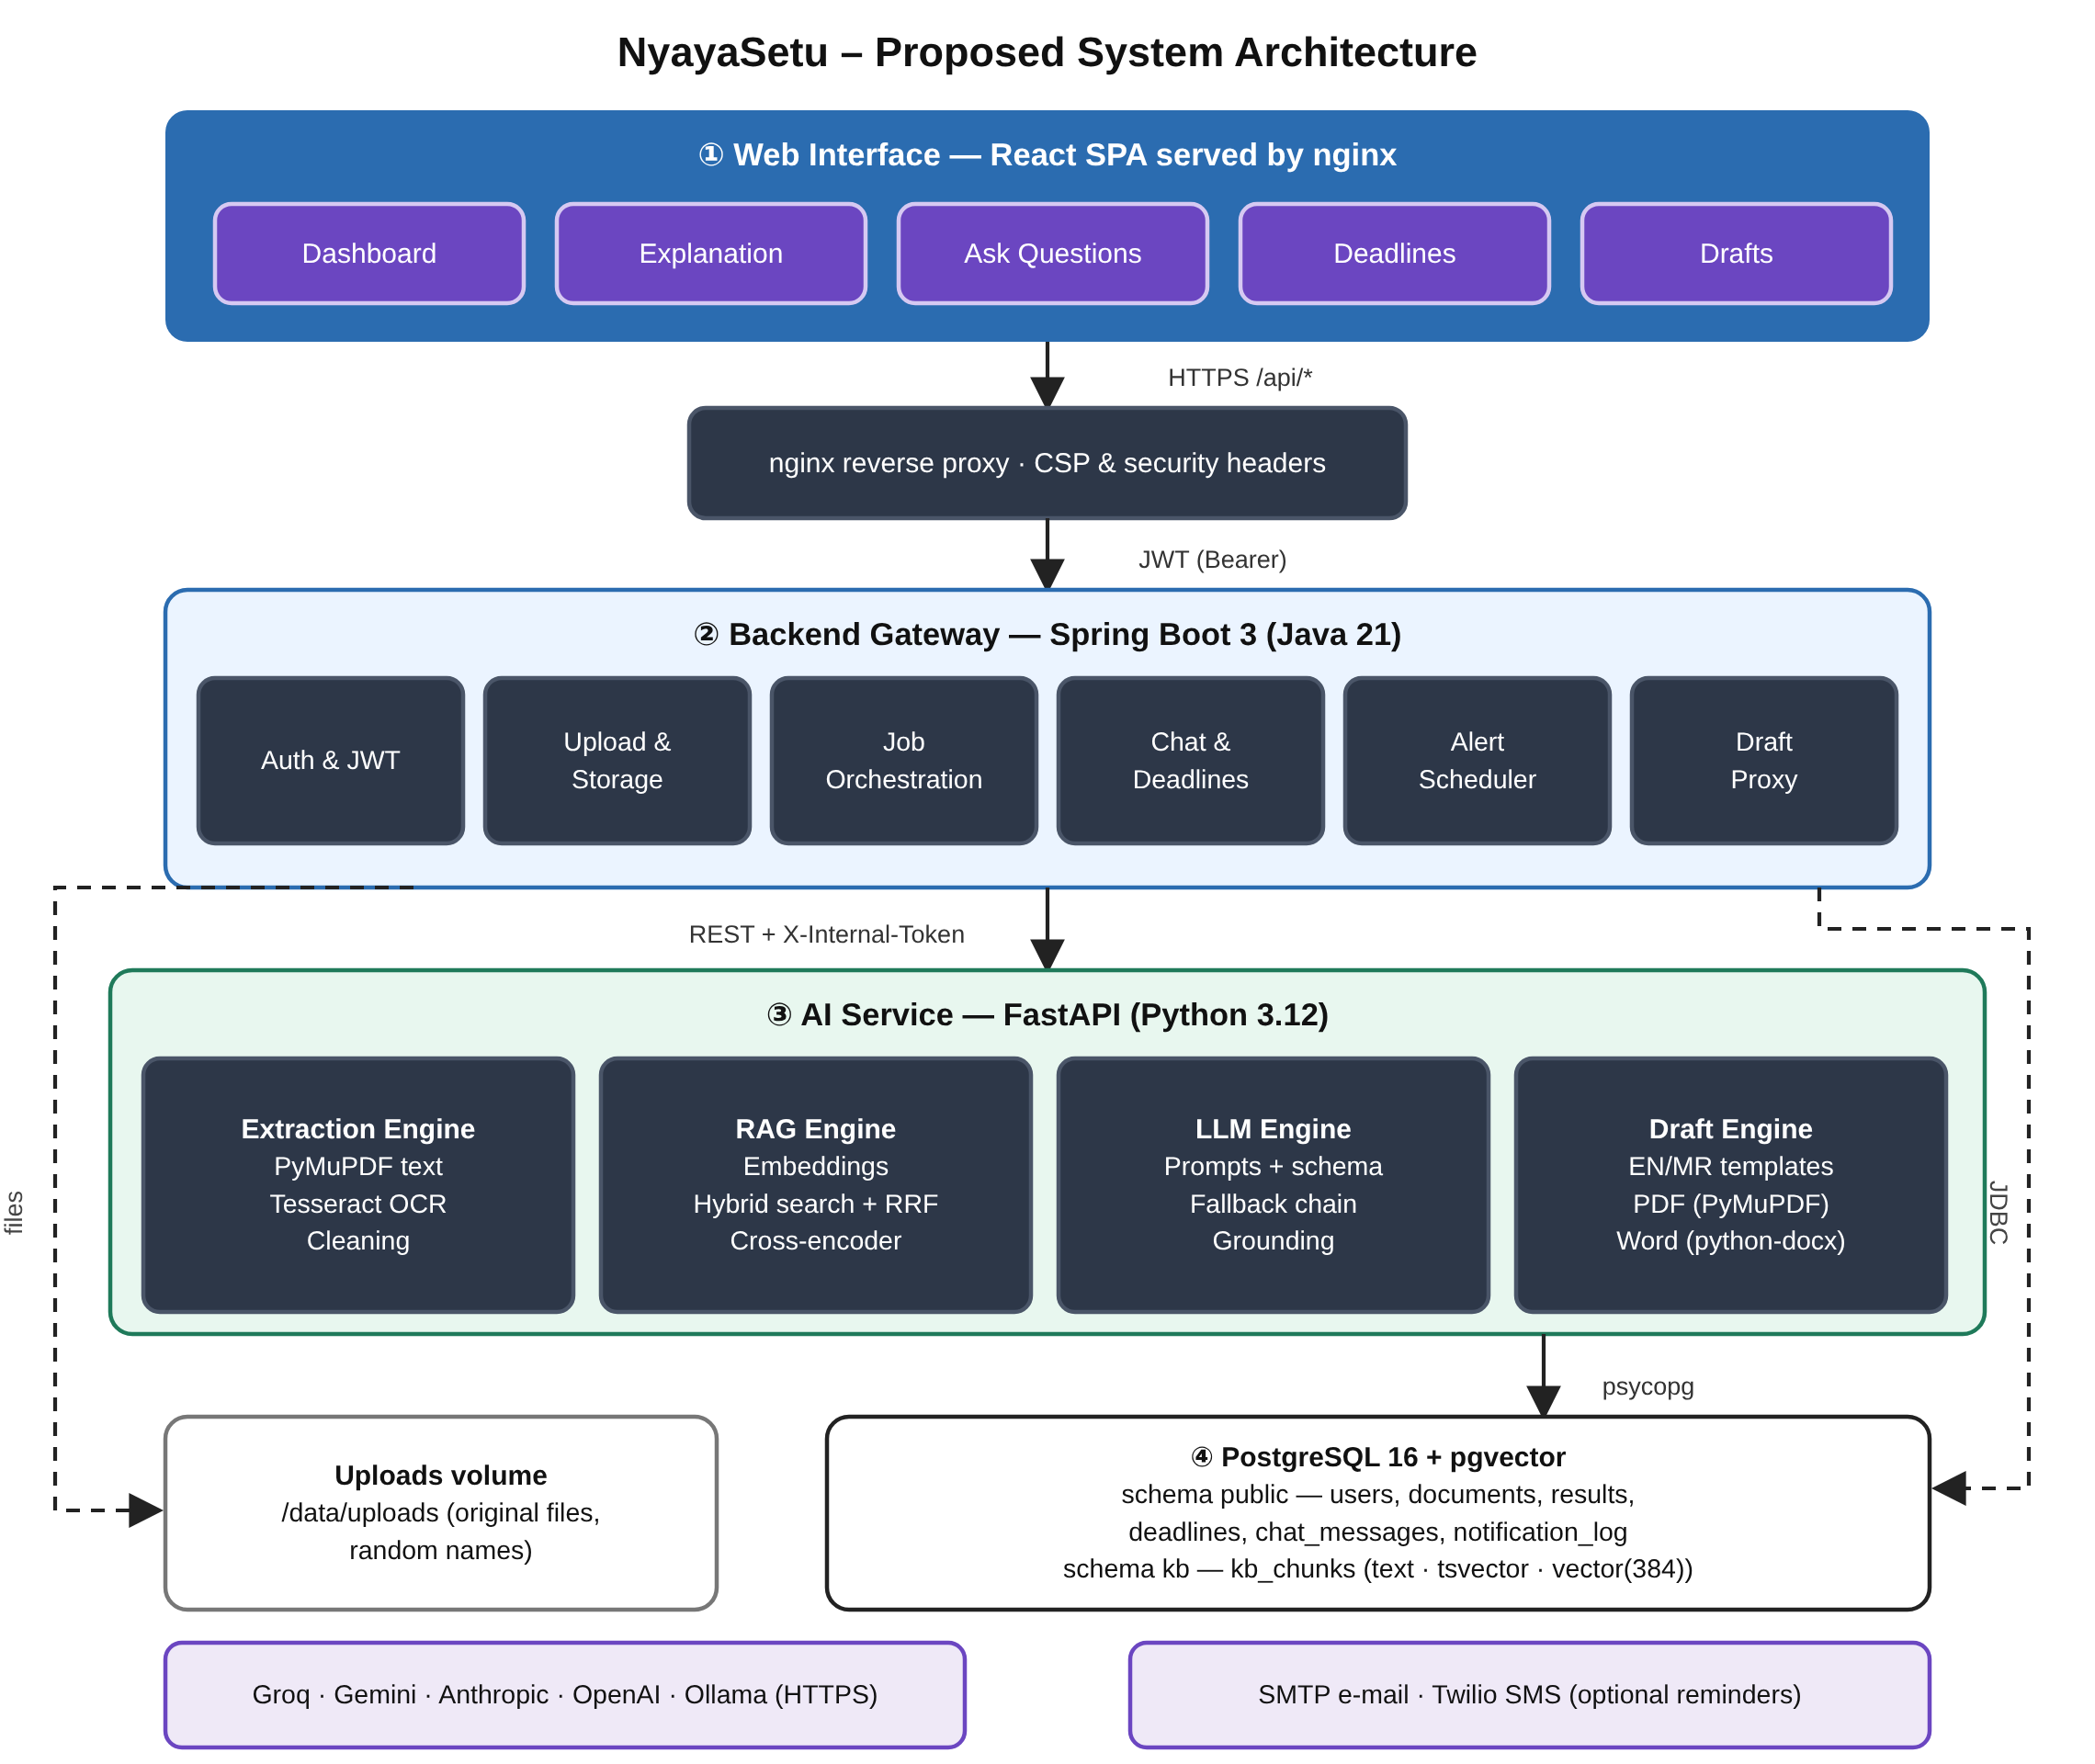 NyayaSetu – Proposed System Architecture
① Web Interface — React SPA served by nginx
Dashboard
Explanation
Ask Questions
Deadlines
Drafts
HTTPS /api/*
nginx reverse proxy · CSP & security headers
JWT (Bearer)
② Backend Gateway — Spring Boot 3 (Java 21)
Auth & JWT
Upload &
Storage
Job
Orchestration
Chat &
Deadlines
Alert
Scheduler
Draft
Proxy
REST + X-Internal-Token
③ AI Service — FastAPI (Python 3.12)
Extraction Engine
PyMuPDF text
Tesseract OCR
Cleaning
RAG Engine
Embeddings
Hybrid search + RRF
Cross-encoder
LLM Engine
Prompts + schema
Fallback chain
Grounding
Draft Engine
EN/MR templates
PDF (PyMuPDF)
Word (python-docx)
files
JDBC
psycopg
Uploads volume
/data/uploads (original files,
random names)
④ PostgreSQL 16 + pgvector
schema public — users, documents, results,
deadlines, chat_messages, notification_log
schema kb — kb_chunks (text · tsvector · vector(384))
Groq · Gemini · Anthropic · OpenAI · Ollama (HTTPS)
SMTP e-mail · Twilio SMS (optional reminders)